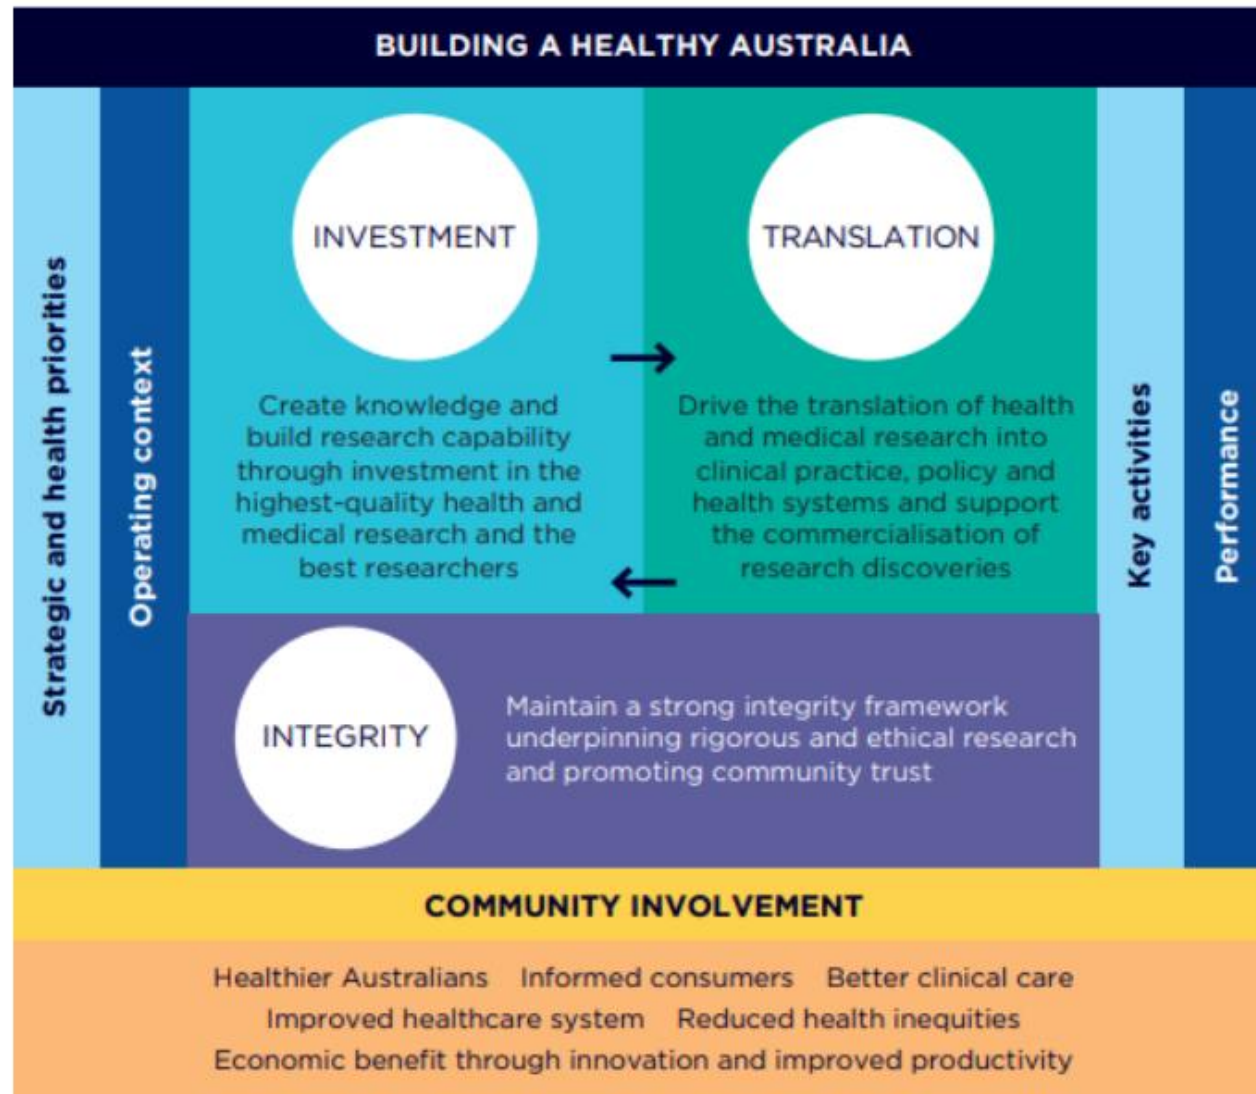 BUILDING A HEALTHY AUSTRALIA
Strategic and health priorities
Operating context
INVESTMENT
Create knowledge and
build research capability
through investment in the
highest-quality health and
medical research and the
best researchers
TRANSLATION
Drive the translation of health
and medical research into
clinical practice, policy and
health systems and support
the commercialisation of
research discoveries
Key activities
Performance
INTEGRITY
Maintain a strong integrity framework
underpinning rigorous and ethical research
and promoting community trust
COMMUNITY INVOLVEMENT
Healthier Australians Informed consumers Better clinical care
Improved healthcare system Reduced health inequities
Economic benefit through innovation and improved productivity